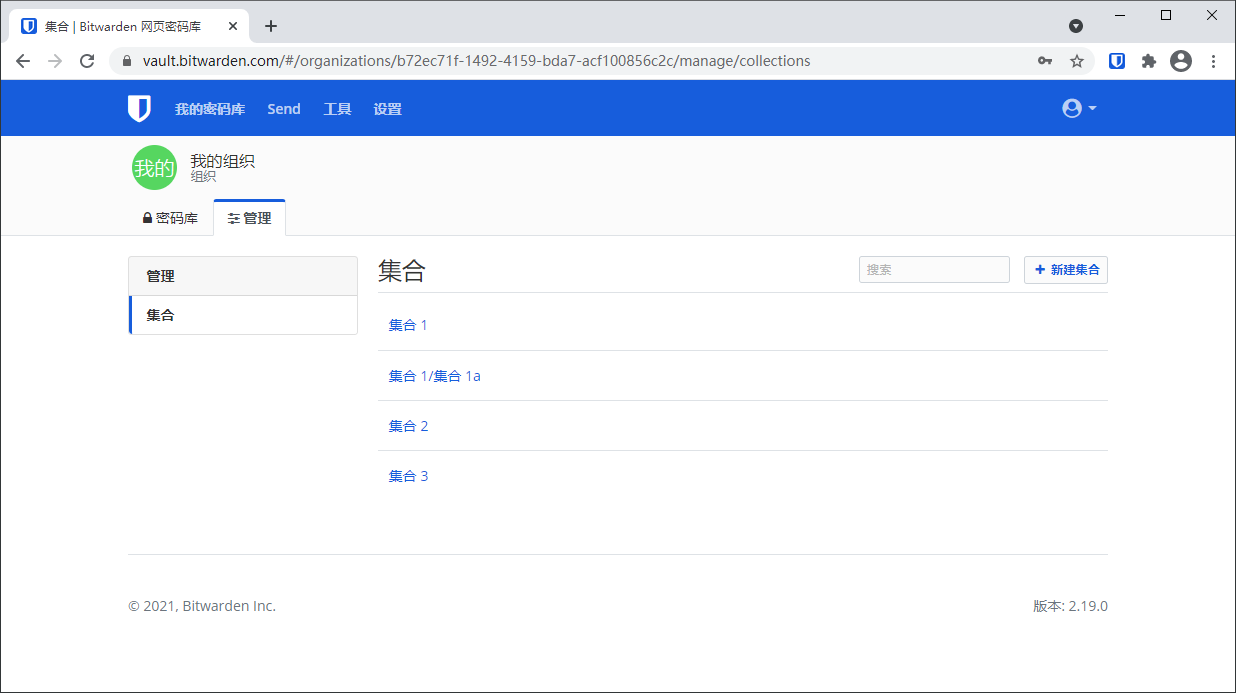 集合 | Bitwarden 网页密码库
vault.bitwarden.com/#/organizations/b72ec71f-1492-4159-bda7-acf100856c2c/manage/collections
我的密码库 Send 工具 设置
我的 我的组织
组织
密码库 管理
管理
集合
集合 搜索 新建集合
集合 1
集合 1/集合 1a
集合 2
集合 3
© 2021, Bitwarden Inc. 版本: 2.19.0